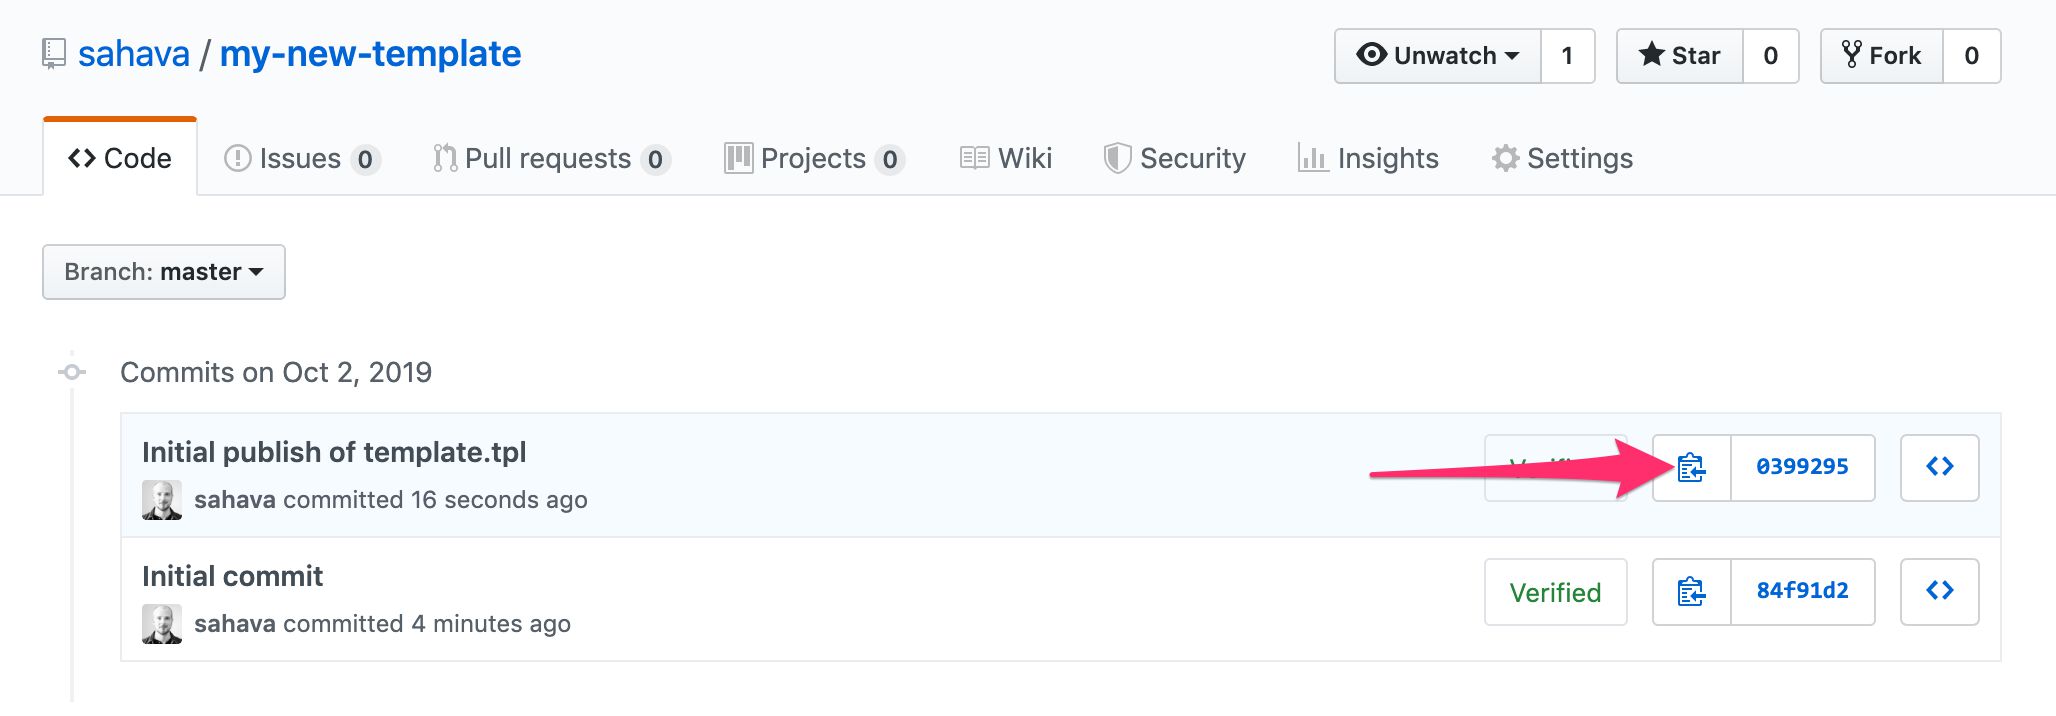 sahava / my-new-template
Unwatch 1 Star 0 Fork 0
Code Issues 0 Pull requests 0 Projects 0 Wiki Security Insights Settings
Branch: master
Commits on Oct 2, 2019
Initial publish of template.tpl
sahava committed 16 seconds ago
0399295
Initial commit
sahava committed 4 minutes ago
Verified 84f91d2